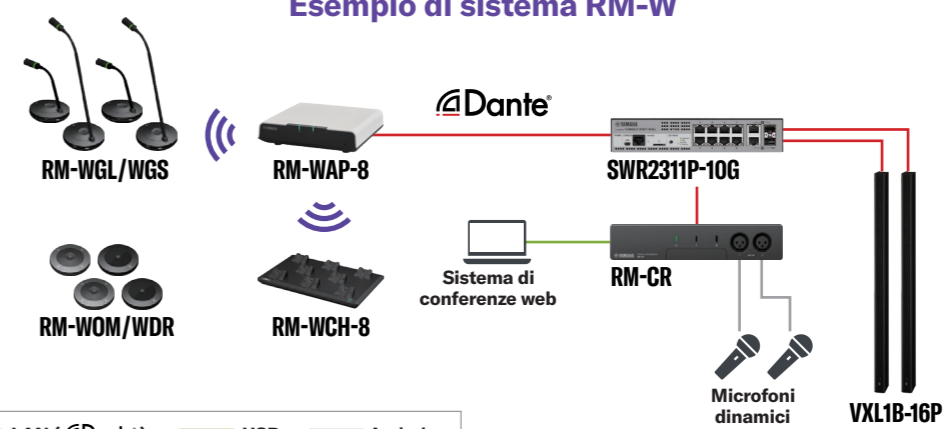 Esempio di sistema RM-W
Dante®
RM-WGL/WGS
RM-WAP-8
SWR2311P-10G
RM-CR
Sistema di
conferenze web
RM-WOM/WDR
RM-WCH-8
Microfoni
dinamici
VXL1B-16P